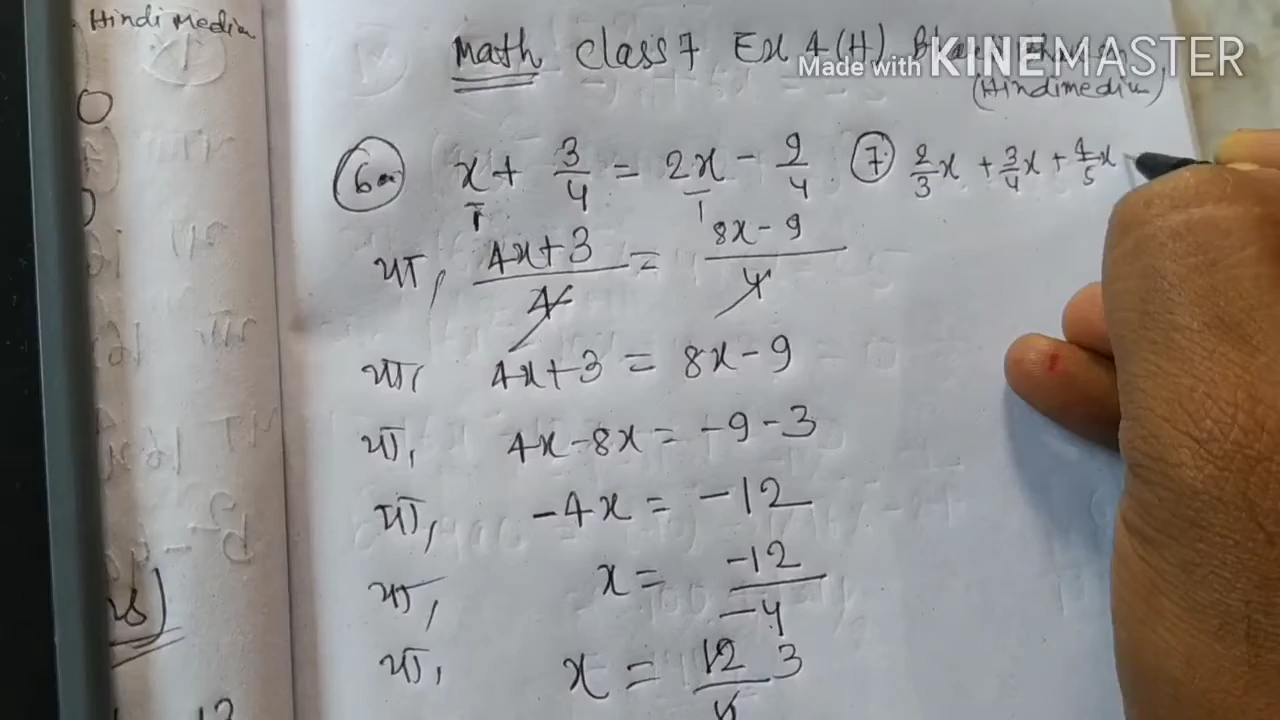 Hindi Medium
Math Class 7 Ex 4(H)
(Hindimedium)
Made with KINEMASTER
6 x + 3/4 = 2x - 9/4
7 2/3x + 3/4x + 4/5x
या, 4x+3/4 = 8x-9/4
या, 4x+3 = 8x-9
या, 4x-8x = -9-3
या, -4x = -12
या, x = -12/-4
या, x = 12/4 3